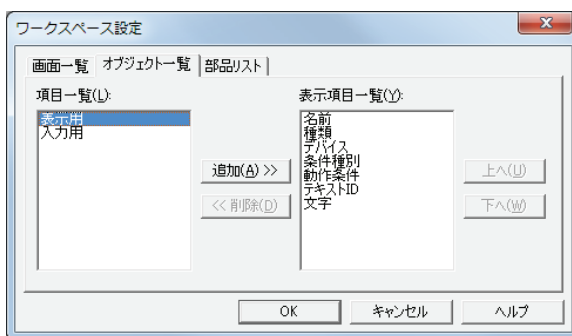 ワークスペース設定
画面一覧 オブジェクト一覧 部品リスト
項目一覧(L):
表示用
入力用
追加(A) >>
<< 削除(D)
表示項目一覧(Y):
名前
種類
デバイス
条件種別
動作条件
テキストID
文字
上へ(U)
下へ(W)
OK キャンセル ヘルプ